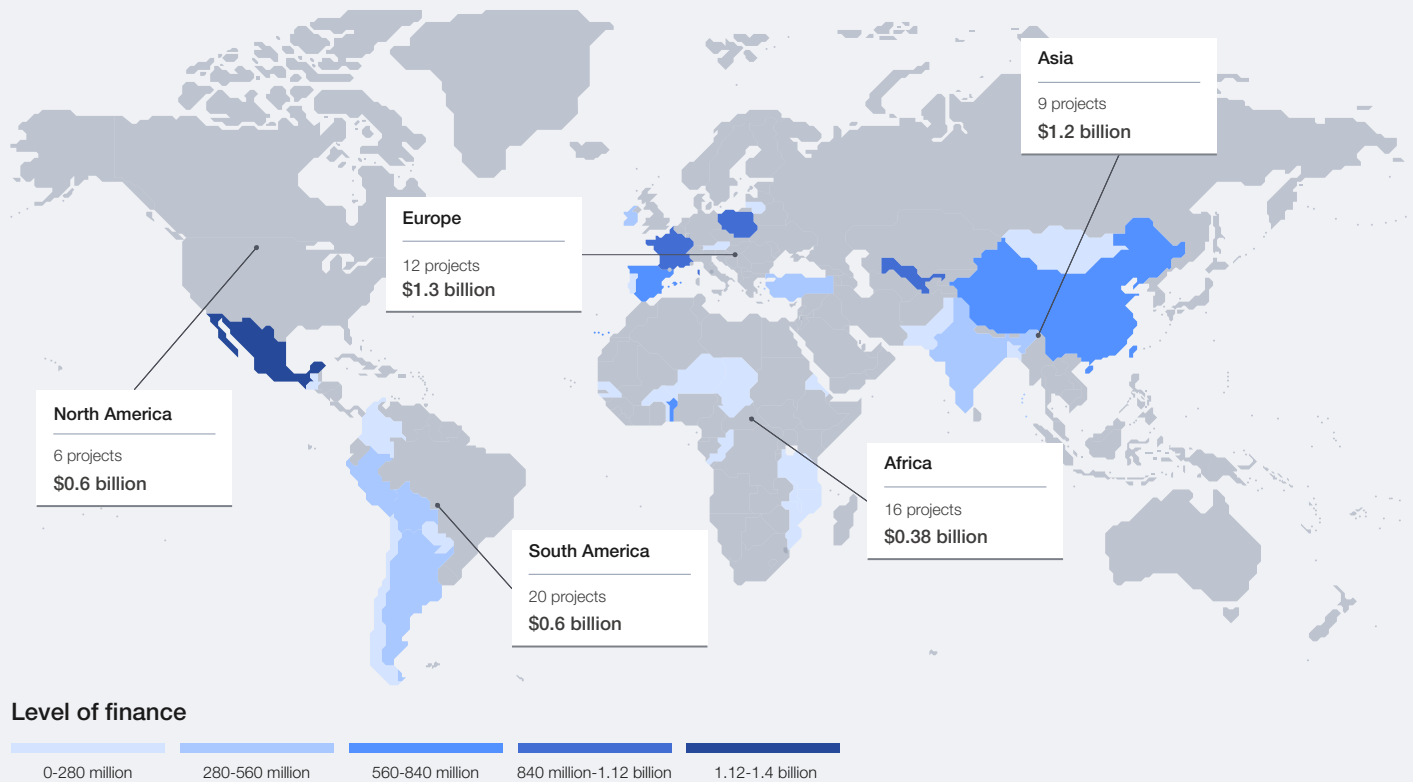 Asia
9 projects
$1.2 billion
Europe
12 projects
$1.3 billion
North America
6 projects
$0.6 billion
Africa
16 projects
$0.38 billion
South America
20 projects
$0.6 billion
Level of finance
0-280 million
280-560 million
560-840 million
840 million-1.12 billion
1.12-1.4 billion